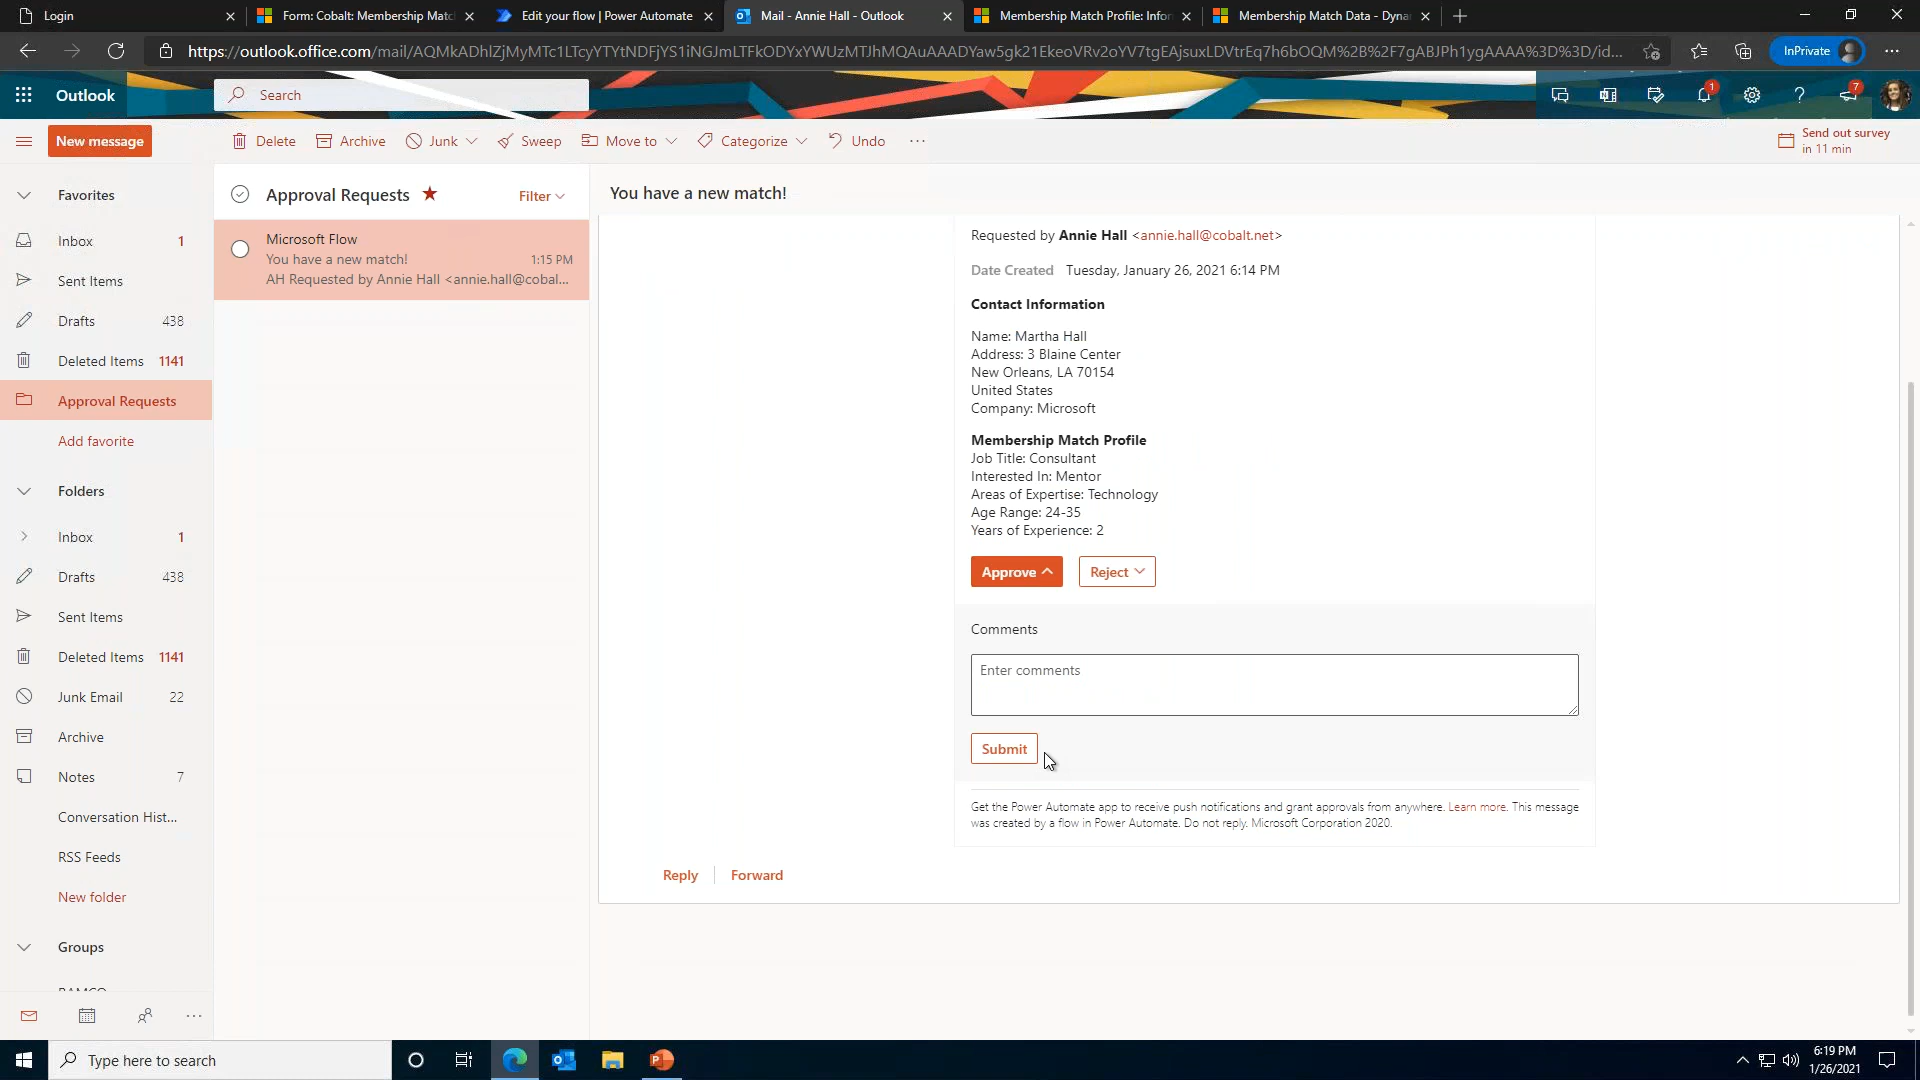 Login
Form: Cobalt: Membership Matc
Edit your flow | Power Automate
Mail - Annie Hall - Outlook
Membership Match Profile: Infor
Membership Match Data - Dyna
https://outlook.office.com/mail/AQMkADhlZjMyMTc1LTcyYTYtNDFjYS1iNGJmLTFkODYxYWUzMTJhMQAuAAADYaw5gk21EkeoVRv2oYV7tgEAjsuxLDVtrEq7h6bOQM%2B%2F7gABJPh1ygAAAA%3D%3D/id...
InPrivate
Outlook
Search
1
7
New message
Delete
Archive
Junk
Sweep
Move to
Categorize
Undo
Send out survey
in 11 min
Favorites
Inbox 1
Sent Items
Drafts 438
Deleted Items 1141
Approval Requests
Add favorite
Folders
Inbox 1
Drafts 438
Sent Items
Deleted Items 1141
Junk Email 22
Archive
Notes 7
Conversation Hist...
RSS Feeds
New folder
Groups
Approval Requests
Filter
Microsoft Flow
You have a new match! 1:15 PM
AH Requested by Annie Hall <annie.hall@cobal...
You have a new match!
Requested by Annie Hall <annie.hall@cobalt.net>
Date Created Tuesday, January 26, 2021 6:14 PM
Contact Information
Name: Martha Hall
Address: 3 Blaine Center
New Orleans, LA 70154
United States
Company: Microsoft
Membership Match Profile
Job Title: Consultant
Interested In: Mentor
Areas of Expertise: Technology
Age Range: 24-35
Years of Experience: 2
Approve
Reject
Comments
Enter comments
Submit
Get the Power Automate app to receive push notifications and grant approvals from anywhere. Learn more. This message
was created by a flow in Power Automate. Do not reply. Microsoft Corporation 2020.
Reply
Forward
Type here to search
6:19 PM
1/26/2021